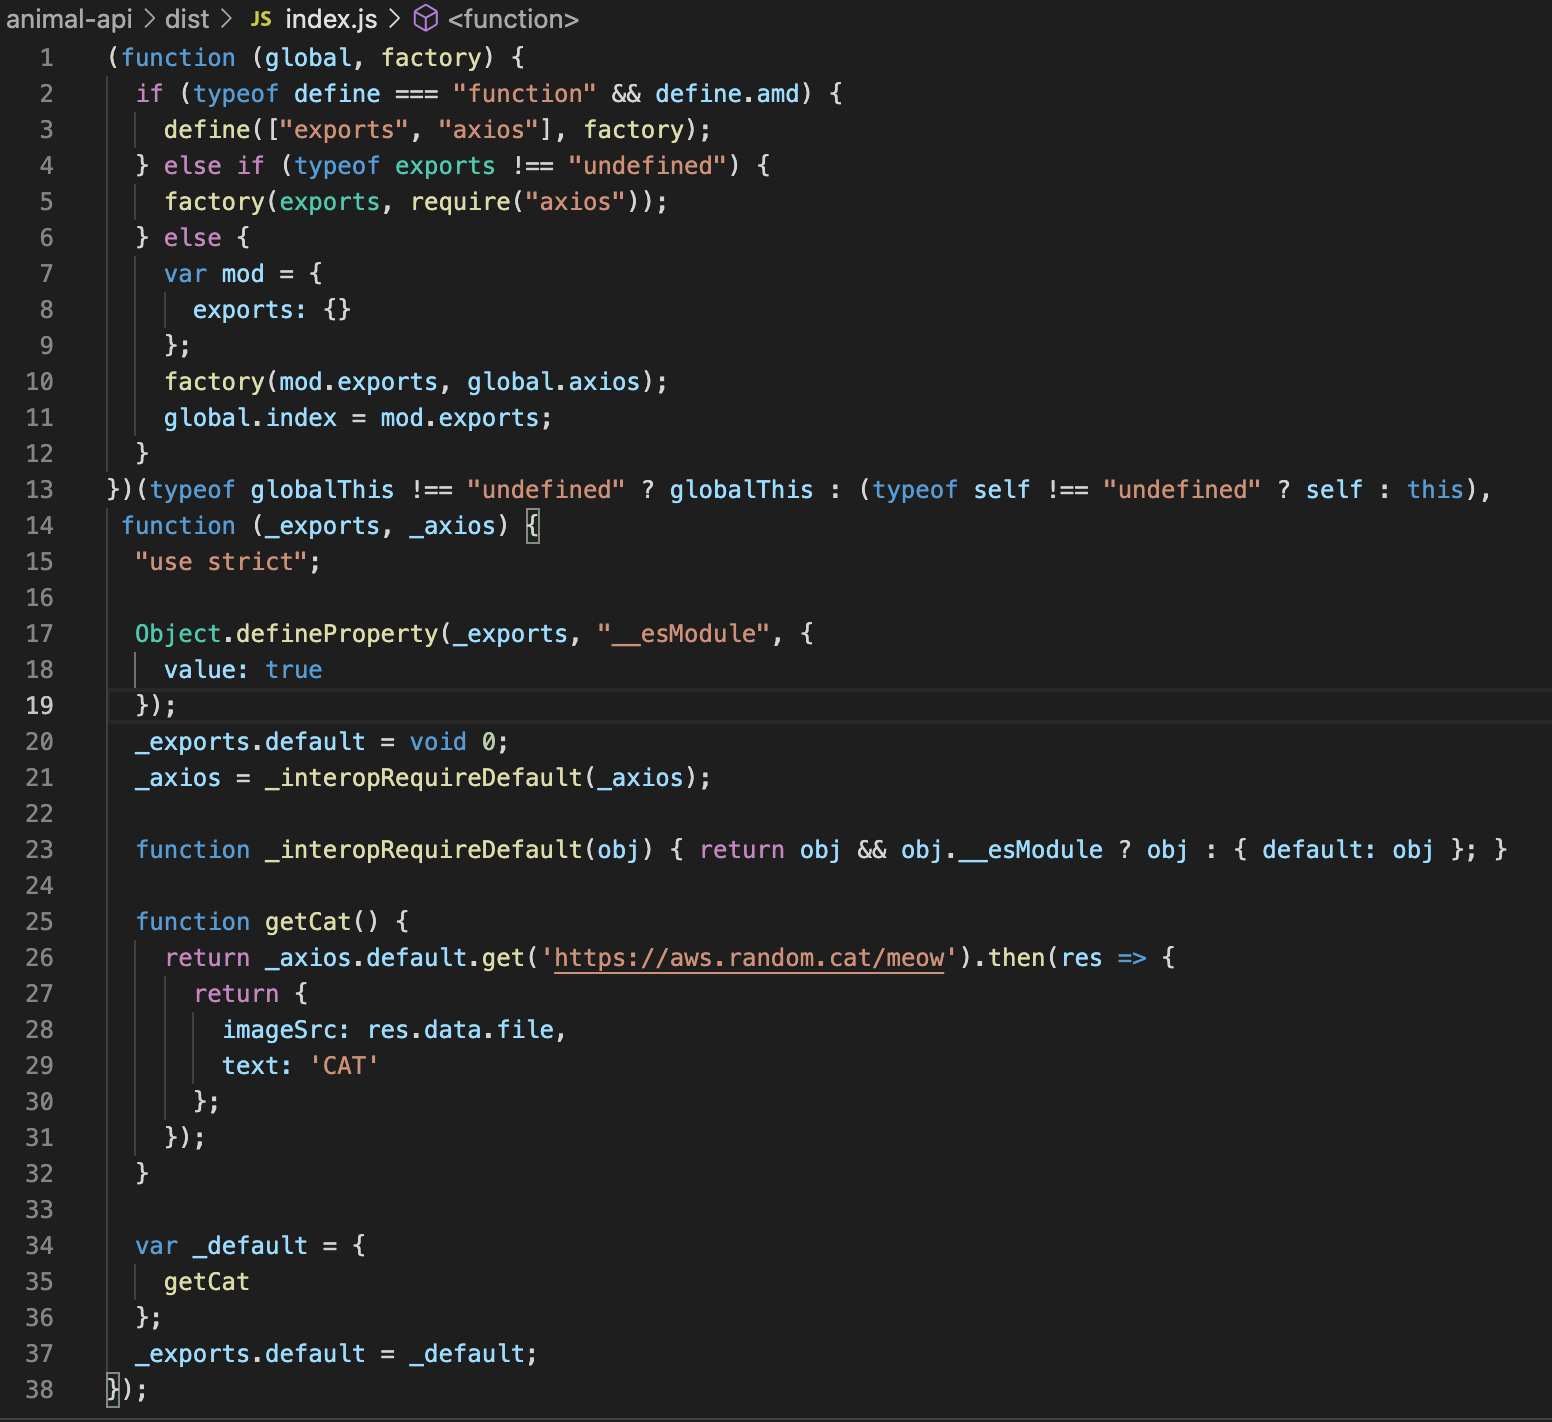 animal-api > dist > JS index.js > <function>
1 (function (global, factory) {
2   if (typeof define === "function" && define.amd) {
3     define(["exports", "axios"], factory);
4   } else if (typeof exports !== "undefined") {
5     factory(exports, require("axios"));
6   } else {
7     var mod = {
8       exports: {}
9     };
10     factory(mod.exports, global.axios);
11     global.index = mod.exports;
12   }
13 })(typeof globalThis !== "undefined" ? globalThis : (typeof self !== "undefined" ? self : this),
14  function (_exports, _axios) {
15   "use strict";
16
17   Object.defineProperty(_exports, "__esModule", {
18     value: true
19   });
20   _exports.default = void 0;
21   _axios = _interopRequireDefault(_axios);
22
23   function _interopRequireDefault(obj) { return obj && obj.__esModule ? obj : { default: obj }; }
24
25   function getCat() {
26     return _axios.default.get('https://aws.random.cat/meow').then(res => {
27       return {
28         imageSrc: res.data.file,
29         text: 'CAT'
30       };
31     });
32   }
33
34   var _default = {
35     getCat
36   };
37   _exports.default = _default;
38 });